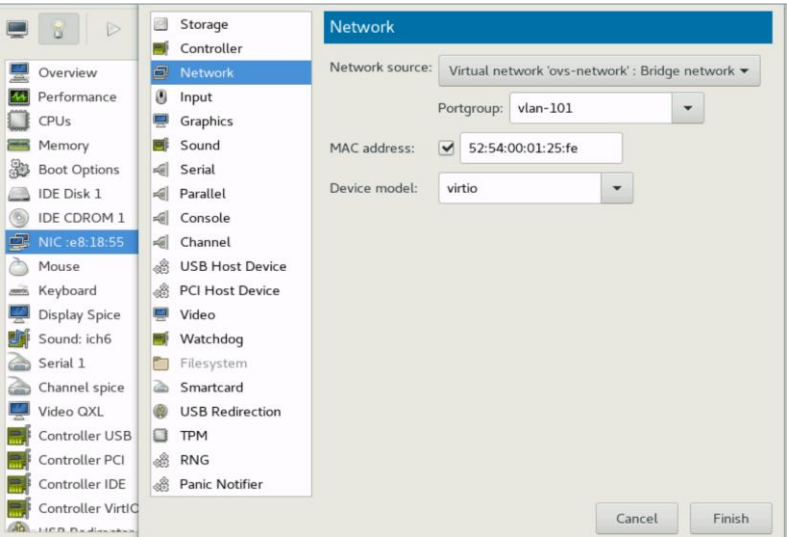 Overview
Performance
CPUs
Memory
Boot Options
IDE Disk 1
IDE CDROM 1
NIC :e8:18:55
Mouse
Keyboard
Display Spice
Sound: ich6
Serial 1
Channel spice
Video QXL
Controller USB
Controller PCI
Controller IDE
Controller VirtIO
Storage
Controller
Network
Input
Graphics
Sound
Serial
Parallel
Console
Channel
USB Host Device
PCI Host Device
Video
Watchdog
Filesystem
Smartcard
USB Redirection
TPM
RNG
Panic Notifier
Network
Network source: Virtual network 'ovs-network' : Bridge network
Portgroup: vlan-101
MAC address: 52:54:00:01:25:fe
Device model: virtio
Cancel Finish